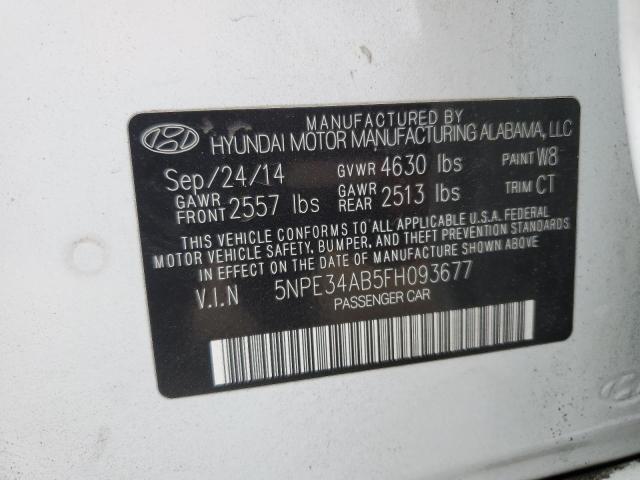 MANUFACTURED BY
HYUNDAI MOTOR MANUFACTURING ALABAMA, LLC
Sep/24/14 GVWR 4630 lbs PAINT W8
GAWR FRONT 2557 lbs GAWR REAR 2513 lbs TRIM CT
THIS VEHICLE CONFORMS TO ALL APPLICABLE U.S.A. FEDERAL
MOTOR VEHICLE SAFETY, BUMPER, AND THEFT PREVENTION STANDARDS
IN EFFECT ON THE DATE OF MANUFACTURE SHOWN ABOVE
V.I.N 5NPE34AB5FH093677
PASSENGER CAR